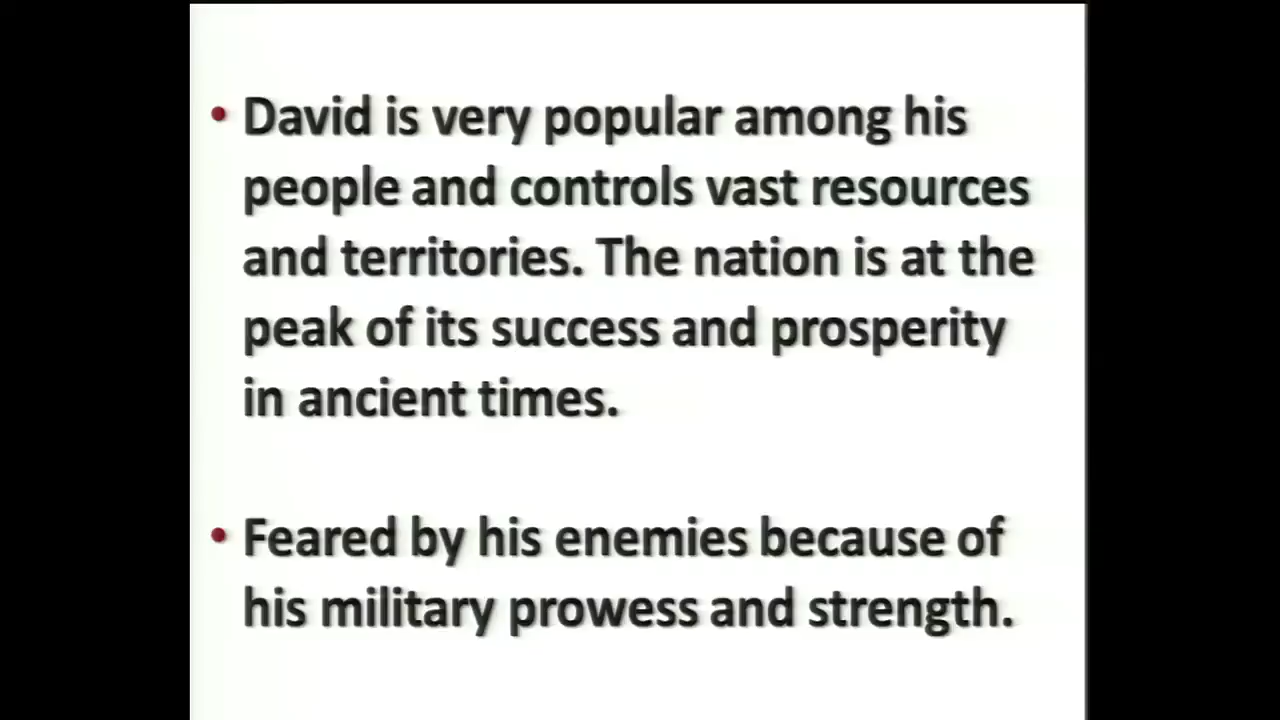 • David is very popular among his
people and controls vast resources
and territories. The nation is at the
peak of its success and prosperity
in ancient times.
• Feared by his enemies because of
his military prowess and strength.